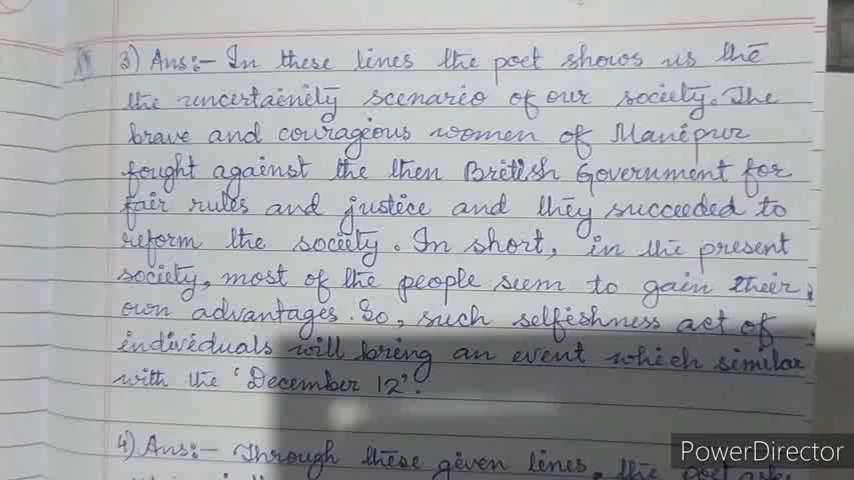 3) Ans:- In these lines the poet shows us the
the uncertainity scenario of our society. The
brave and courageous women of Manipur
fought against the then British Government for
fair rules and justice and they succeeded to
reform the society. In short, in the present
society, most of the people seem to gain their
own advantages. So, such selfishness act of
individuals will bring an event which similar
with the 'December 12'.
4) Ans:- Through these given lines, the poet
PowerDirector